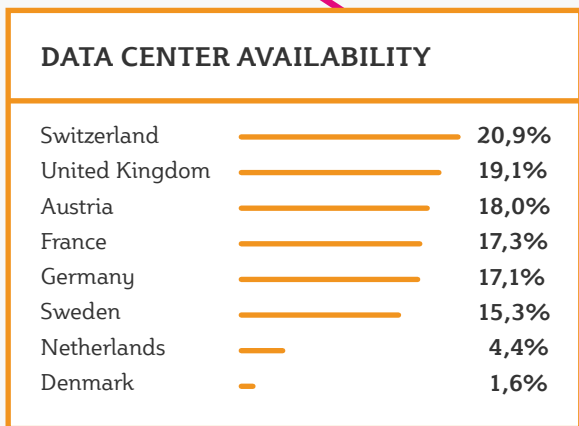 DATA CENTER AVAILABILITY
Switzerland 20,9%
United Kingdom 19,1%
Austria 18,0%
France 17,3%
Germany 17,1%
Sweden 15,3%
Netherlands 4,4%
Denmark 1,6%